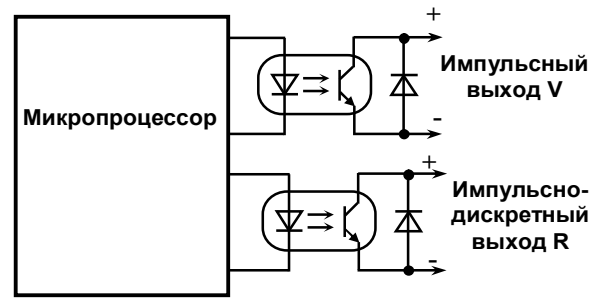 Микропроцессор
+
Импульсный
выход V
-
+
Импульсно-
дискретный
выход R
-